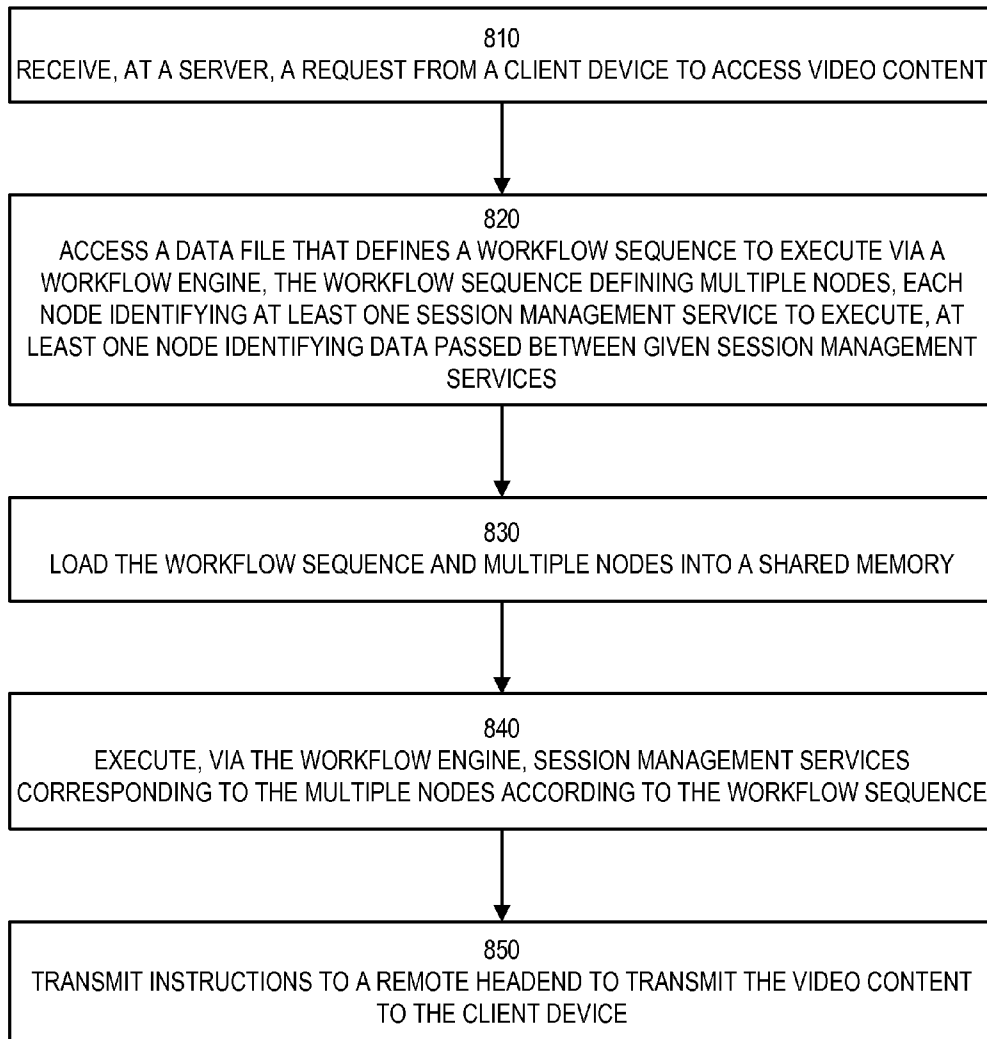 810
RECEIVE, AT A SERVER, A REQUEST FROM A CLIENT DEVICE TO ACCESS VIDEO CONTENT
820
ACCESS A DATA FILE THAT DEFINES A WORKFLOW SEQUENCE TO EXECUTE VIA A
WORKFLOW ENGINE, THE WORKFLOW SEQUENCE DEFINING MULTIPLE NODES, EACH
NODE IDENTIFYING AT LEAST ONE SESSION MANAGEMENT SERVICE TO EXECUTE, AT
LEAST ONE NODE IDENTIFYING DATA PASSED BETWEEN GIVEN SESSION MANAGEMENT
SERVICES
830
LOAD THE WORKFLOW SEQUENCE AND MULTIPLE NODES INTO A SHARED MEMORY
840
EXECUTE, VIA THE WORKFLOW ENGINE, SESSION MANAGEMENT SERVICES
CORRESPONDING TO THE MULTIPLE NODES ACCORDING TO THE WORKFLOW SEQUENCE
850
TRANSMIT INSTRUCTIONS TO A REMOTE HEADEND TO TRANSMIT THE VIDEO CONTENT
TO THE CLIENT DEVICE